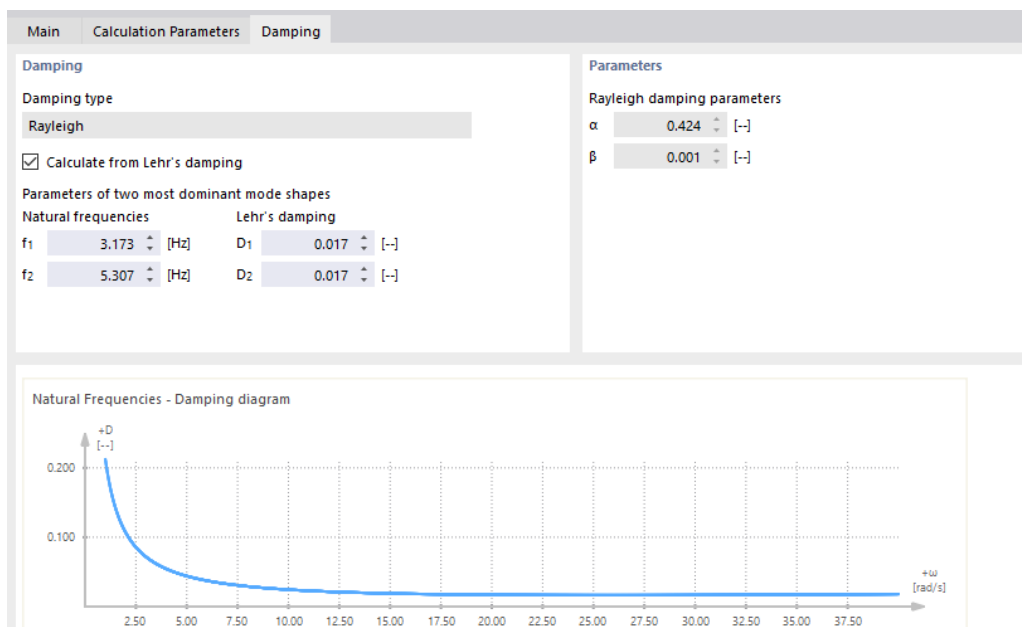 Main Calculation Parameters Damping
Damping
Damping type
Rayleigh
Calculate from Lehr's damping
Parameters of two most dominant mode shapes
Natural frequencies Lehr's damping
f1 3.173 [Hz] D1 0.017 [--]
f2 5.307 [Hz] D2 0.017 [--]
Parameters
Rayleigh damping parameters
α 0.424 [--]
β 0.001 [--]
Natural Frequencies - Damping diagram
+D
[--]
0.200
0.100
+ω
[rad/s]
2.50 5.00 7.50 10.00 12.50 15.00 17.50 20.00 22.50 25.00 27.50 30.00 32.50 35.00 37.50